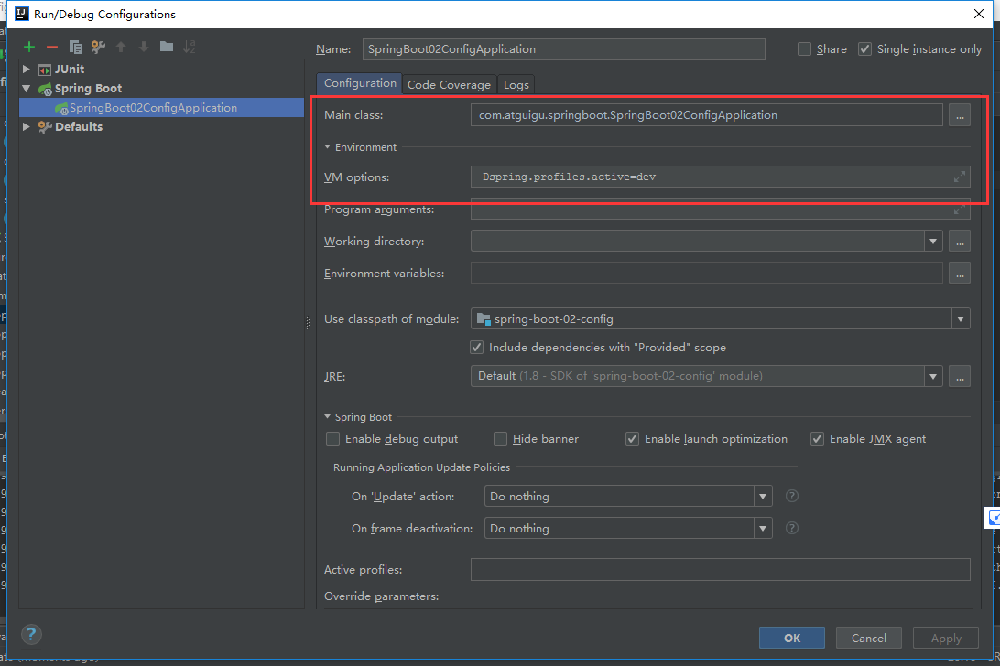 Run/Debug Configurations
Name: SpringBoot02ConfigApplication Share Single instance only
JUnit
Spring Boot
SpringBoot02ConfigApplication
Defaults
Configuration Code Coverage Logs
Main class: com.atguigu.springboot.SpringBoot02ConfigApplication ...
Environment
VM options: -Dspring.profiles.active=dev
Program arguments:
Working directory: ...
Environment variables: ...
Use classpath of module: spring-boot-02-config
Include dependencies with "Provided" scope
JRE: Default (1.8 - SDK of 'spring-boot-02-config' module) ...
Spring Boot
Enable debug output Hide banner Enable launch optimization Enable JMX agent
Running Application Update Policies
On 'Update' action: Do nothing ?
On frame deactivation: Do nothing ?
Active profiles:
Override parameters:
? OK Cancel Apply